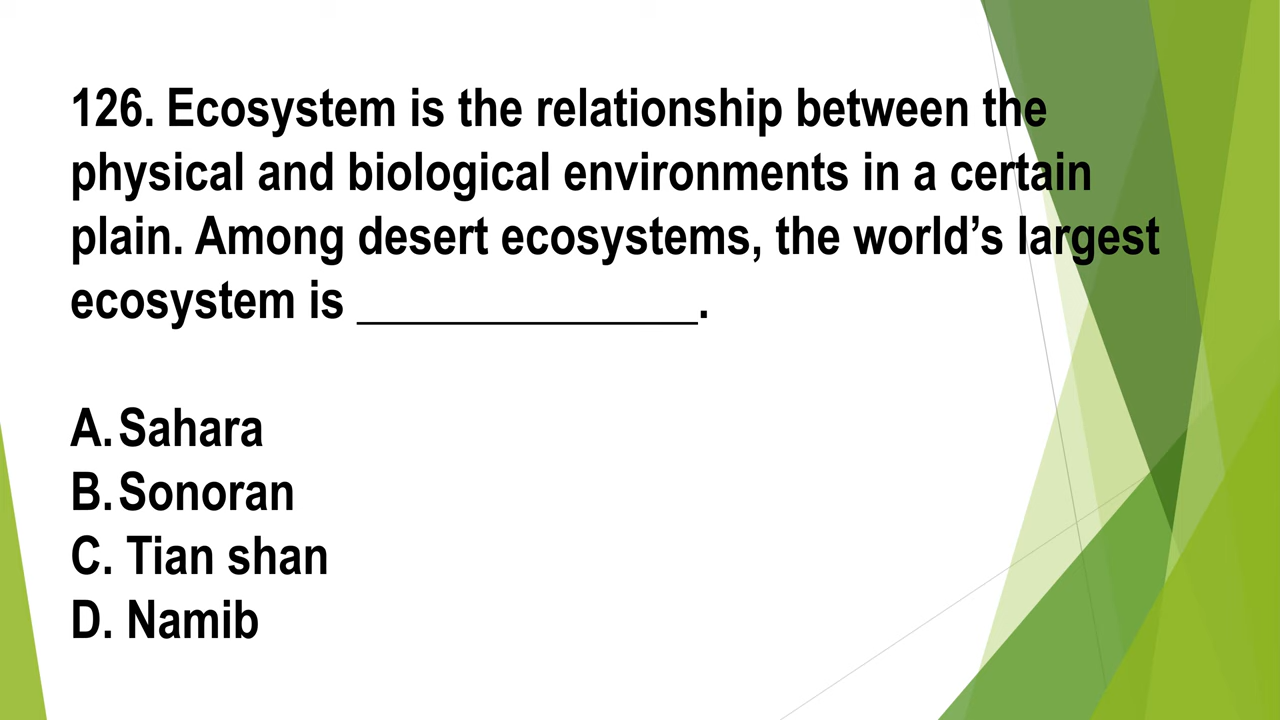 126. Ecosystem is the relationship between the
physical and biological environments in a certain
plain. Among desert ecosystems, the world’s largest
ecosystem is _______________.
A. Sahara
B. Sonoran
C. Tian shan
D. Namib